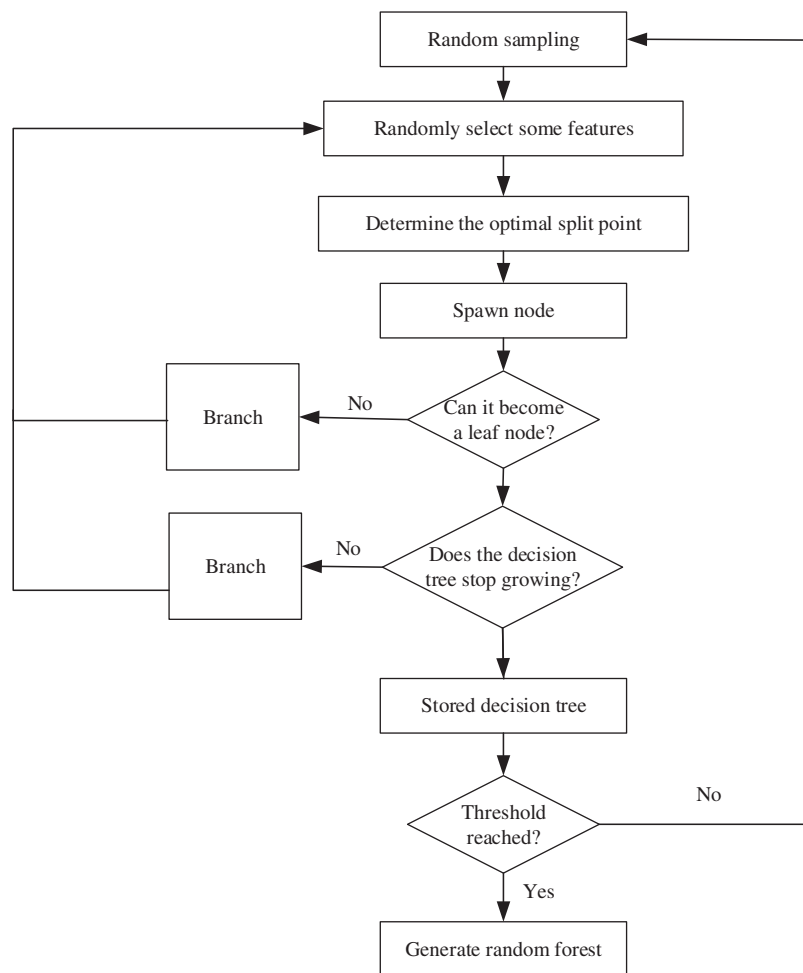 Random sampling
Randomly select some features
Determine the optimal split point
Spawn node
Can it become
a leaf node?
No
Branch
Does the decision
tree stop growing?
No
Branch
Stored decision tree
Threshold
reached?
No
Yes
Generate random forest